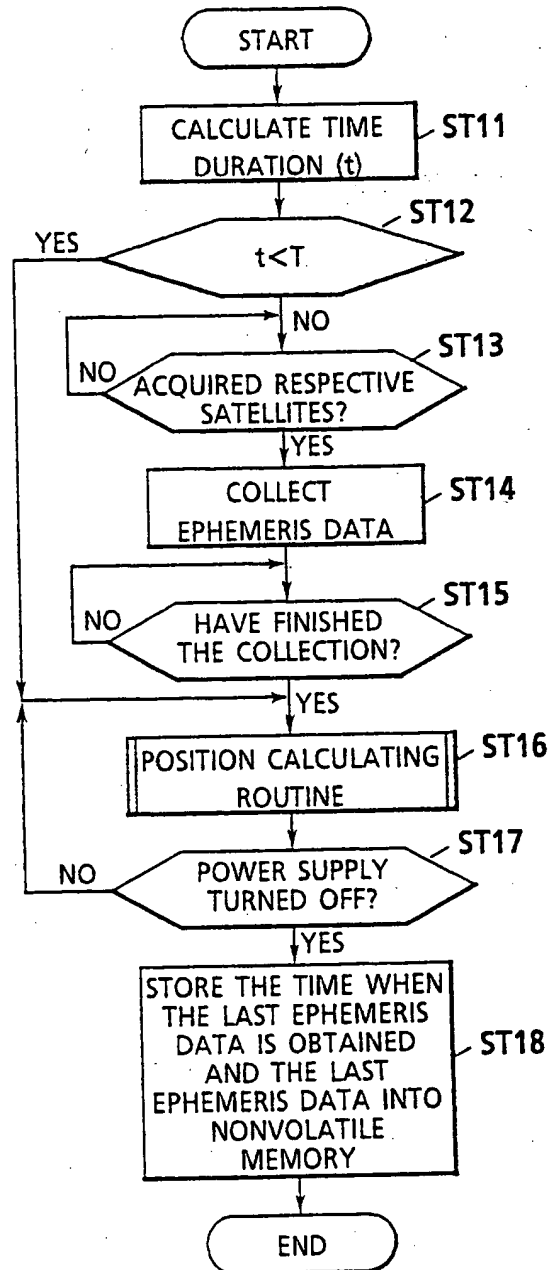 START
CALCULATE TIME
DURATION (t)
ST11
ST12
YES
t<T
NO
ST13
NO
ACQUIRED RESPECTIVE
SATELLITES?
YES
COLLECT
EPHEMERIS DATA
ST14
ST15
NO
HAVE FINISHED
THE COLLECTION?
YES
POSITION CALCULATING
ROUTINE
ST16
ST17
NO
POWER SUPPLY
TURNED OFF?
YES
STORE THE TIME WHEN
THE LAST EPHEMERIS
DATA IS OBTAINED
AND THE LAST
EPHEMERIS DATA INTO
NONVOLATILE
MEMORY
ST18
END